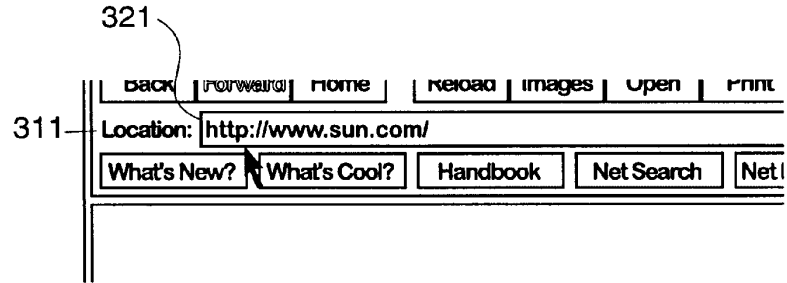 321
Back Forward Home Reload Images Open Print
311 Location: http://www.sun.com/
What's New? What's Cool? Handbook Net Search Net